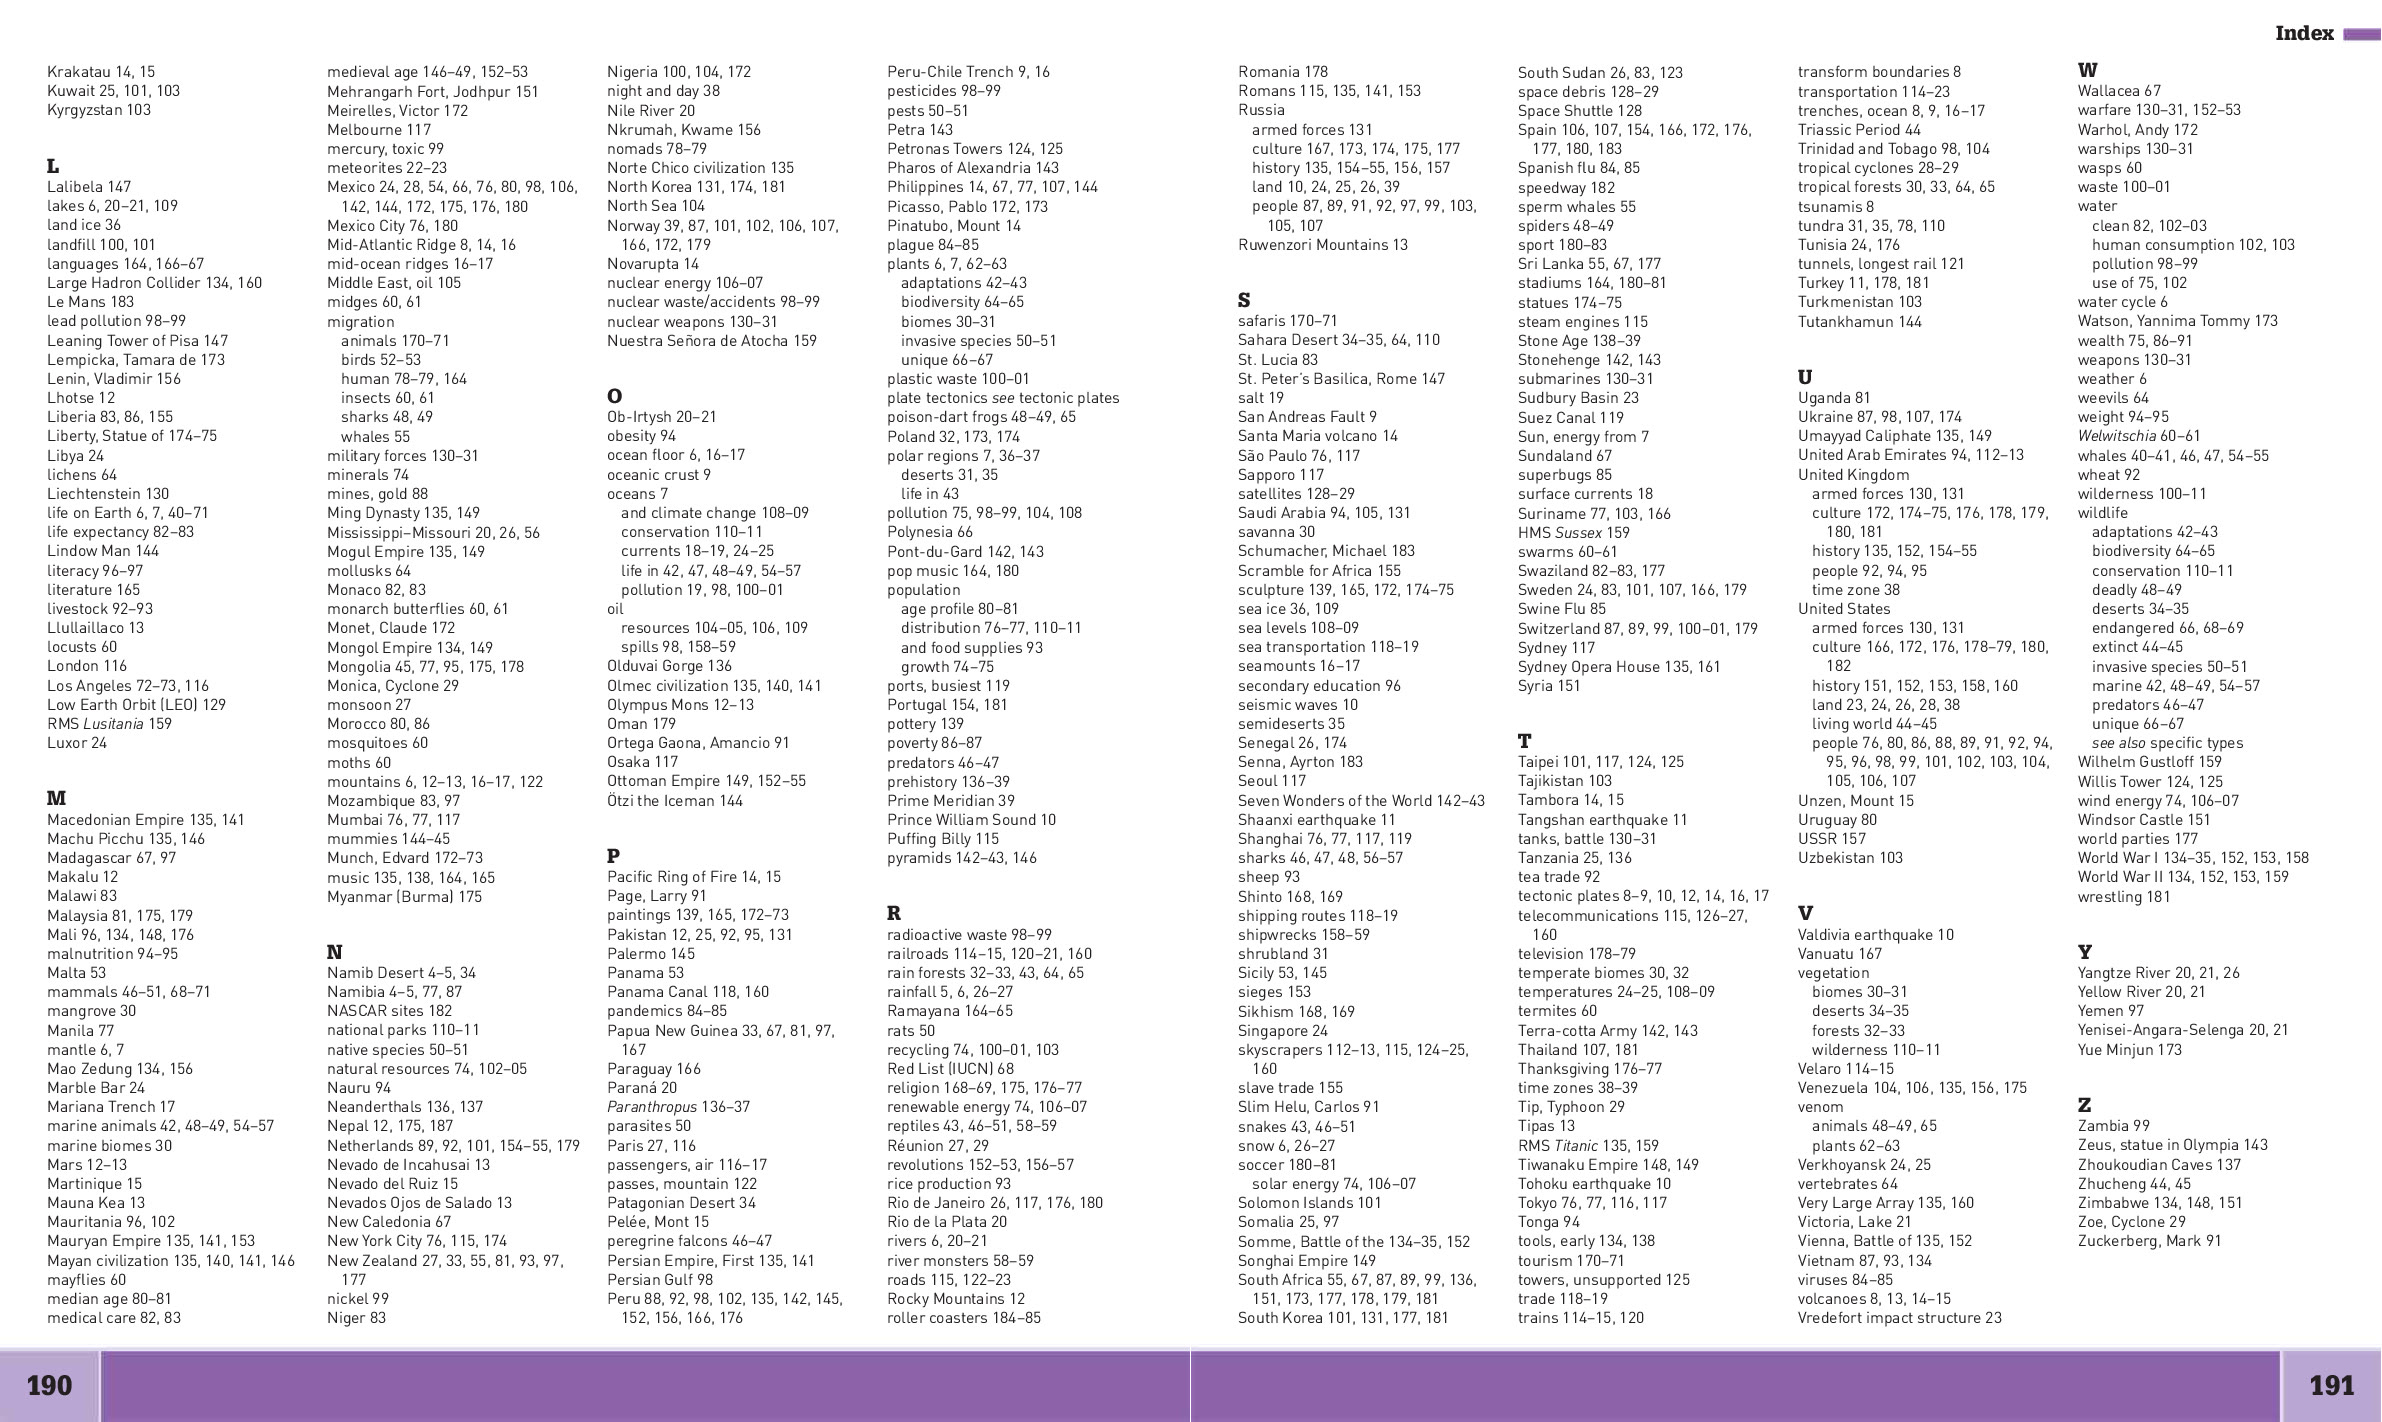 Index
Krakatau 14, 15
Kuwait 25, 101, 103
Kyrgyzstan 103
L
Lalibela 147
lakes 6, 20–21, 109
land ice 36
landfill 100, 101
languages 164, 166–67
Large Hadron Collider 134, 160
Le Mans 183
lead pollution 98–99
Leaning Tower of Pisa 147
Lempicka, Tamara de 173
Lenin, Vladimir 156
Lhotse 12
Liberia 83, 86, 155
Liberty, Statue of 174–75
Libya 24
lichens 64
Liechtenstein 130
life on Earth 6, 7, 40–71
life expectancy 82–83
Lindow Man 144
literacy 96–97
literature 165
livestock 92–93
Llullaillaco 13
locusts 60
London 116
Los Angeles 72–73, 116
Low Earth Orbit (LEO) 129
RMS Lusitania 159
Luxor 24
M
Macedonian Empire 135, 141
Machu Picchu 135, 146
Madagascar 67, 97
Makalu 12
Malawi 83
Malaysia 81, 175, 179
Mali 96, 134, 148, 176
malnutrition 94–95
Malta 53
mammals 46–51, 68–71
mangrove 30
Manila 77
mantle 6, 7
Mao Zedung 134, 156
Marble Bar 24
Mariana Trench 17
marine animals 42, 48–49, 54–57
marine biomes 30
Mars 12–13
Martinique 15
Mauna Kea 13
Mauritania 96, 102
Mauryan Empire 135, 141, 153
Mayan civilization 135, 140, 141, 146
mayflies 60
median age 80–81
medical care 82, 83
medieval age 146–49, 152–53
Mehrangarh Fort, Jodhpur 151
Meirelles, Victor 172
Melbourne 117
mercury, toxic 99
meteorites 22–23
Mexico 24, 28, 54, 66, 76, 80, 98, 106,
142, 144, 172, 175, 176, 180
Mexico City 76, 180
Mid-Atlantic Ridge 8, 14, 16
mid-ocean ridges 16–17
Middle East, oil 105
midges 60, 61
migration
animals 170–71
birds 52–53
human 78–79, 164
insects 60, 61
sharks 48, 49
whales 55
military forces 130–31
minerals 74
mines, gold 88
Ming Dynasty 135, 149
Mississippi–Missouri 20, 26, 56
Mogul Empire 135, 149
mollusks 64
Monaco 82, 83
monarch butterflies 60, 61
Monet, Claude 172
Mongol Empire 134, 149
Mongolia 45, 77, 95, 175, 178
Monica, Cyclone 29
monsoon 27
Morocco 80, 86
mosquitoes 60
moths 60
mountains 6, 12–13, 16–17, 122
Mozambique 83, 97
Mumbai 76, 77, 117
mummies 144–45
Munch, Edvard 172–73
music 135, 138, 164, 165
Myanmar (Burma) 175
N
Namib Desert 4–5, 34
Namibia 4–5, 77, 87
NASCAR sites 182
national parks 110–11
native species 50–51
natural resources 74, 102–05
Nauru 94
Neanderthals 136, 137
Nepal 12, 175, 187
Netherlands 89, 92, 101, 154–55, 179
Nevado de Incahusai 13
Nevado del Ruiz 15
Nevados Ojos de Salado 13
New Caledonia 67
New York City 76, 115, 174
New Zealand 27, 33, 55, 81, 93, 97,
177
nickel 99
Niger 83
Nigeria 100, 104, 172
night and day 38
Nile River 20
Nkrumah, Kwame 156
nomads 78–79
Norte Chico civilization 135
North Korea 131, 174, 181
North Sea 104
Norway 39, 87, 101, 102, 106, 107,
166, 172, 179
Novarupta 14
nuclear energy 106–07
nuclear waste/accidents 98–99
nuclear weapons 130–31
Nuestra Señora de Atocha 159
O
Ob-Irtysh 20–21
obesity 94
ocean floor 6, 16–17
oceanic crust 9
oceans 7
and climate change 108–09
conservation 110–11
currents 18–19, 24–25
life in 42, 47, 48–49, 54–57
pollution 19, 98, 100–01
oil
resources 104–05, 106, 109
spills 98, 158–59
Olduvai Gorge 136
Olmec civilization 135, 140, 141
Olympus Mons 12–13
Oman 179
Ortega Gaona, Amancio 91
Osaka 117
Ottoman Empire 149, 152–55
Ötzi the Iceman 144
P
Pacific Ring of Fire 14, 15
Page, Larry 91
paintings 139, 165, 172–73
Pakistan 12, 25, 92, 95, 131
Palermo 145
Panama 53
Panama Canal 118, 160
pandemics 84–85
Papua New Guinea 33, 67, 81, 97,
167
Paraguay 166
Paraná 20
Paranthropus 136–37
parasites 50
Paris 27, 116
passengers, air 116–17
passes, mountain 122
Patagonian Desert 34
Pelée, Mont 15
peregrine falcons 46–47
Persian Empire, First 135, 141
Persian Gulf 98
Peru 88, 92, 98, 102, 135, 142, 145,
152, 156, 166, 176
Peru-Chile Trench 9, 16
pesticides 98–99
pests 50–51
Petra 143
Petronas Towers 124, 125
Pharos of Alexandria 143
Philippines 14, 67, 77, 107, 144
Picasso, Pablo 172, 173
Pinatubo, Mount 14
plague 84–85
plants 6, 7, 62–63
adaptations 42–43
biodiversity 64–65
biomes 30–31
invasive species 50–51
unique 66–67
plastic waste 100–01
plate tectonics see tectonic plates
poison-dart frogs 48–49, 65
Poland 32, 173, 174
polar regions 7, 36–37
deserts 31, 35
life in 43
pollution 75, 98–99, 104, 108
Polynesia 66
Pont-du-Gard 142, 143
pop music 164, 180
population
age profile 80–81
distribution 76–77, 110–11
and food supplies 93
growth 74–75
ports, busiest 119
Portugal 154, 181
pottery 139
poverty 86–87
predators 46–47
prehistory 136–39
Prime Meridian 39
Prince William Sound 10
Puffing Billy 115
pyramids 142–43, 146
R
radioactive waste 98–99
railroads 114–15, 120–21, 160
rain forests 32–33, 43, 64, 65
rainfall 5, 6, 26–27
Ramayana 164–65
rats 50
recycling 74, 100–01, 103
Red List (IUCN) 68
religion 168–69, 175, 176–77
renewable energy 74, 106–07
reptiles 43, 46–51, 58–59
Réunion 27, 29
revolutions 152–53, 156–57
rice production 93
Rio de Janeiro 26, 117, 176, 180
Rio de la Plata 20
rivers 6, 20–21
river monsters 58–59
roads 115, 122–23
Rocky Mountains 12
roller coasters 184–85
Romania 178
Romans 115, 135, 141, 153
Russia
armed forces 131
culture 167, 173, 174, 175, 177
history 135, 154–55, 156, 157
land 10, 24, 25, 26, 39
people 87, 89, 91, 92, 97, 99, 103,
105, 107
Ruwenzori Mountains 13
S
safaris 170–71
Sahara Desert 34–35, 64, 110
St. Lucia 83
St. Peter's Basilica, Rome 147
salt 19
San Andreas Fault 9
Santa Maria volcano 14
São Paulo 76, 117
Sapporo 117
satellites 128–29
Saudi Arabia 94, 105, 131
savanna 30
Schumacher, Michael 183
Scramble for Africa 155
sculpture 139, 165, 172, 174–75
sea ice 36, 109
sea levels 108–09
sea transportation 118–19
seamounts 16–17
secondary education 96
seismic waves 10
semideserts 35
Senegal 26, 174
Senna, Ayrton 183
Seoul 117
Seven Wonders of the World 142–43
Shaanxi earthquake 11
Shanghai 76, 77, 117, 119
sharks 46, 47, 48, 56–57
sheep 93
Shinto 168, 169
shipping routes 118–19
shipwrecks 158–59
shrubland 31
Sicily 53, 145
sieges 153
Sikhism 168, 169
Singapore 24
skyscrapers 112–13, 115, 124–25,
160
slave trade 155
Slim Helu, Carlos 91
snakes 43, 46–51
snow 6, 26–27
soccer 180–81
solar energy 74, 106–07
Solomon Islands 101
Somalia 25, 97
Somme, Battle of the 134–35, 152
Songhai Empire 149
South Africa 55, 67, 87, 89, 99, 136,
151, 173, 177, 178, 179, 181
South Korea 101, 131, 177, 181
South Sudan 26, 83, 123
space debris 128–29
Space Shuttle 128
Spain 106, 107, 154, 166, 172, 176,
177, 180, 183
Spanish flu 84, 85
speedway 182
sperm whales 55
spiders 48–49
sport 180–83
Sri Lanka 55, 67, 177
stadiums 164, 180–81
statues 174–75
steam engines 115
Stone Age 138–39
Stonehenge 142, 143
submarines 130–31
Sudbury Basin 23
Suez Canal 119
Sun, energy from 7
Sundaland 67
superbugs 85
surface currents 18
Suriname 77, 103, 166
HMS Sussex 159
swarms 60–61
Swaziland 82–83, 177
Sweden 24, 83, 101, 107, 166, 179
Swine Flu 85
Switzerland 87, 89, 99, 100–01, 179
Sydney 117
Sydney Opera House 135, 161
Syria 151
T
Taipei 101, 117, 124, 125
Tajikistan 103
Tambora 14, 15
Tangshan earthquake 11
tanks, battle 130–31
Tanzania 25, 136
tea trade 92
tectonic plates 8–9, 10, 12, 14, 16, 17
telecommunications 115, 126–27,
160
television 178–79
temperate biomes 30, 32
temperatures 24–25, 108–09
termites 60
Terra-cotta Army 142, 143
Thailand 107, 181
Thanksgiving 176–77
time zones 38–39
Tip, Typhoon 29
Tipas 13
RMS Titanic 135, 159
Tiwanaku Empire 148, 149
Tohoku earthquake 10
Tokyo 76, 77, 116, 117
Tonga 94
tools, early 134, 138
tourism 170–71
towers, unsupported 125
trade 118–19
trains 114–15, 120
transform boundaries 8
transportation 114–23
trenches, ocean 8, 9, 16–17
Triassic Period 44
Trinidad and Tobago 98, 104
tropical cyclones 28–29
tropical forests 30, 33, 64, 65
tsunamis 8
tundra 31, 35, 78, 110
Tunisia 24, 176
tunnels, longest rail 121
Turkey 11, 178, 181
Turkmenistan 103
Tutankhamun 144
U
Uganda 81
Ukraine 87, 98, 107, 174
Umayyad Caliphate 135, 149
United Arab Emirates 94, 112–13
United Kingdom
armed forces 130, 131
culture 172, 174–75, 176, 178, 179,
180, 181
history 135, 152, 154–55
people 92, 94, 95
time zone 38
United States
armed forces 130, 131
culture 166, 172, 176, 178–79, 180,
182
history 151, 152, 153, 158, 160
land 23, 24, 26, 28, 38
living world 44–45
people 76, 80, 86, 88, 89, 91, 92, 94,
95, 96, 98, 99, 101, 102, 103, 104,
105, 106, 107
Unzen, Mount 15
Uruguay 80
USSR 157
Uzbekistan 103
V
Valdivia earthquake 10
Vanuatu 167
vegetation
biomes 30–31
deserts 34–35
forests 32–33
wilderness 110–11
Velaro 114–15
Venezuela 104, 106, 135, 156, 175
venom
animals 48–49, 65
plants 62–63
Verkhoyansk 24, 25
vertebrates 64
Very Large Array 135, 160
Victoria, Lake 21
Vienna, Battle of 135, 152
Vietnam 87, 93, 134
viruses 84–85
volcanoes 8, 13, 14–15
Vredefort impact structure 23
W
Wallacea 67
warfare 130–31, 152–53
Warhol, Andy 172
warships 130–31
wasps 60
waste 100–01
water
clean 82, 102–03
human consumption 102, 103
pollution 98–99
use of 75, 102
water cycle 6
Watson, Yannima Tommy 173
wealth 75, 86–91
weapons 130–31
weather 6
weevils 64
weight 94–95
Welwitschia 60–61
whales 40–41, 46, 47, 54–55
wheat 92
wilderness 100–11
wildlife
adaptations 42–43
biodiversity 64–65
conservation 110–11
deadly 48–49
deserts 34–35
endangered 66, 68–69
extinct 44–45
invasive species 50–51
marine 42, 48–49, 54–57
predators 46–47
unique 66–67
see also specific types
Wilhelm Gustloff 159
Willis Tower 124, 125
wind energy 74, 106–07
Windsor Castle 151
world parties 177
World War I 134–35, 152, 153, 158
World War II 134, 152, 153, 159
wrestling 181
Y
Yangtze River 20, 21, 26
Yellow River 20, 21
Yemen 97
Yenisei-Angara-Selenga 20, 21
Yue Minjun 173
Z
Zambia 99
Zeus, statue in Olympia 143
Zhoukoudian Caves 137
Zhucheng 44, 45
Zimbabwe 134, 148, 151
Zoe, Cyclone 29
Zuckerberg, Mark 91
190
191